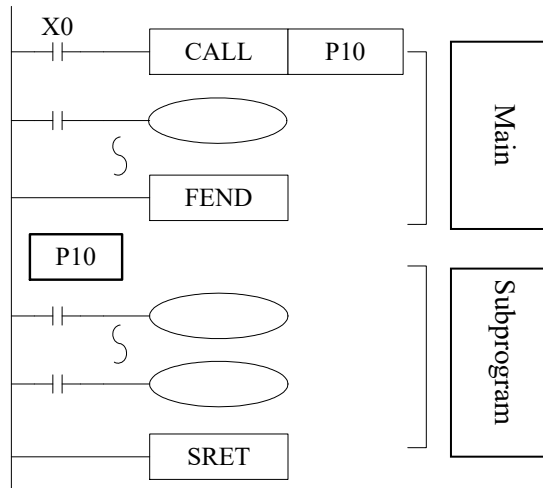 X0
CALL P10
FEND
Main
P10
SRET
Subprogram